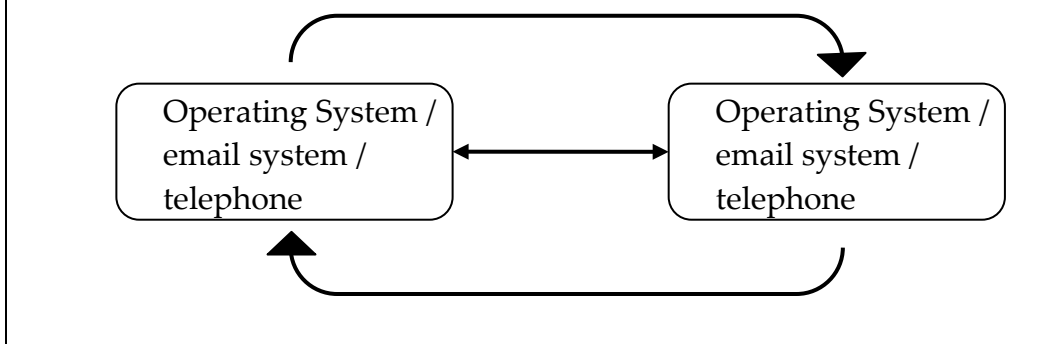 Operating System /
email system /
telephone
Operating System /
email system /
telephone